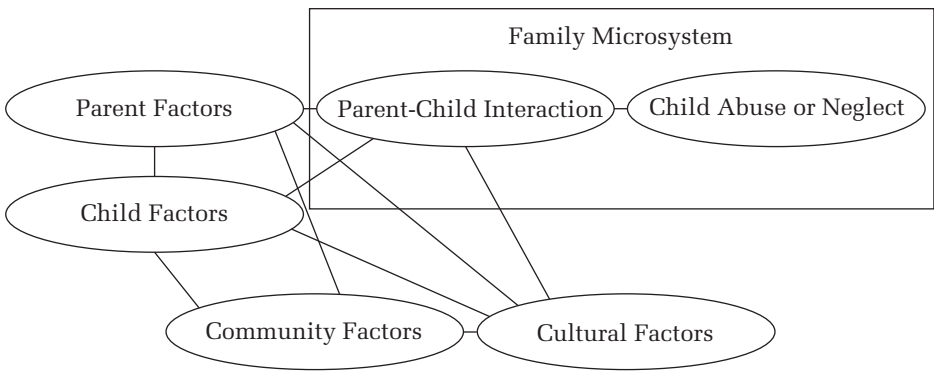 Family Microsystem
Parent Factors
Parent-Child Interaction
Child Abuse or Neglect
Child Factors
Community Factors
Cultural Factors